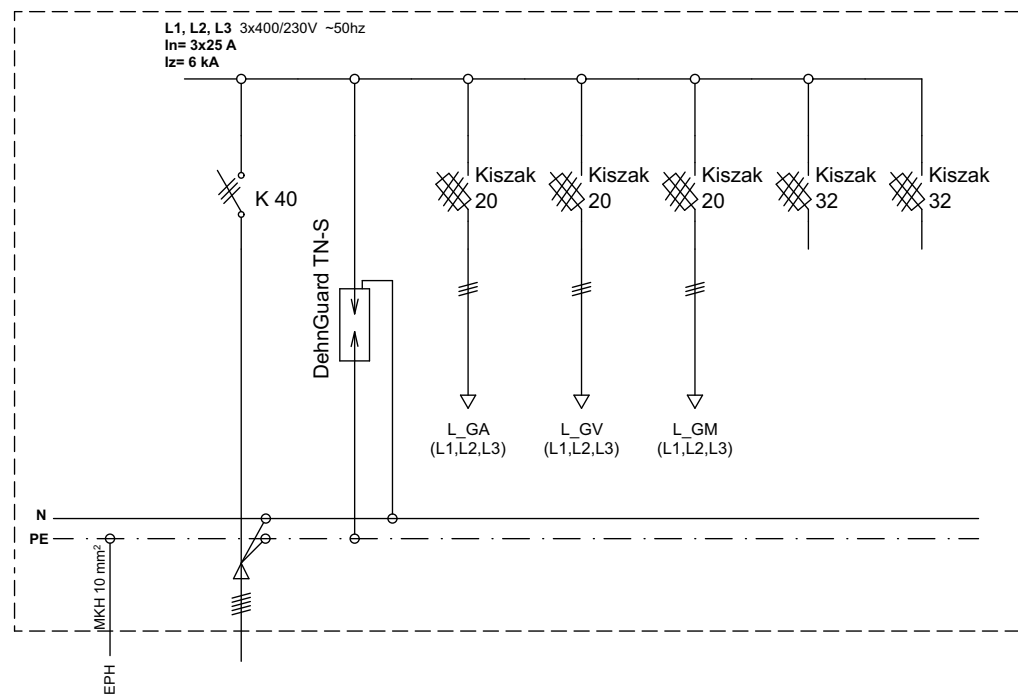 L1, L2, L3 3x400/230V ~50hz
In= 3x25 A
Iz= 6 kA
K 40
DehnGuard TN-S
Kiszak
20
Kiszak
20
Kiszak
20
Kiszak
32
Kiszak
32
L_GA
(L1,L2,L3)
L_GV
(L1,L2,L3)
L_GM
(L1,L2,L3)
N
PE
MKH 10 mm²
EPH